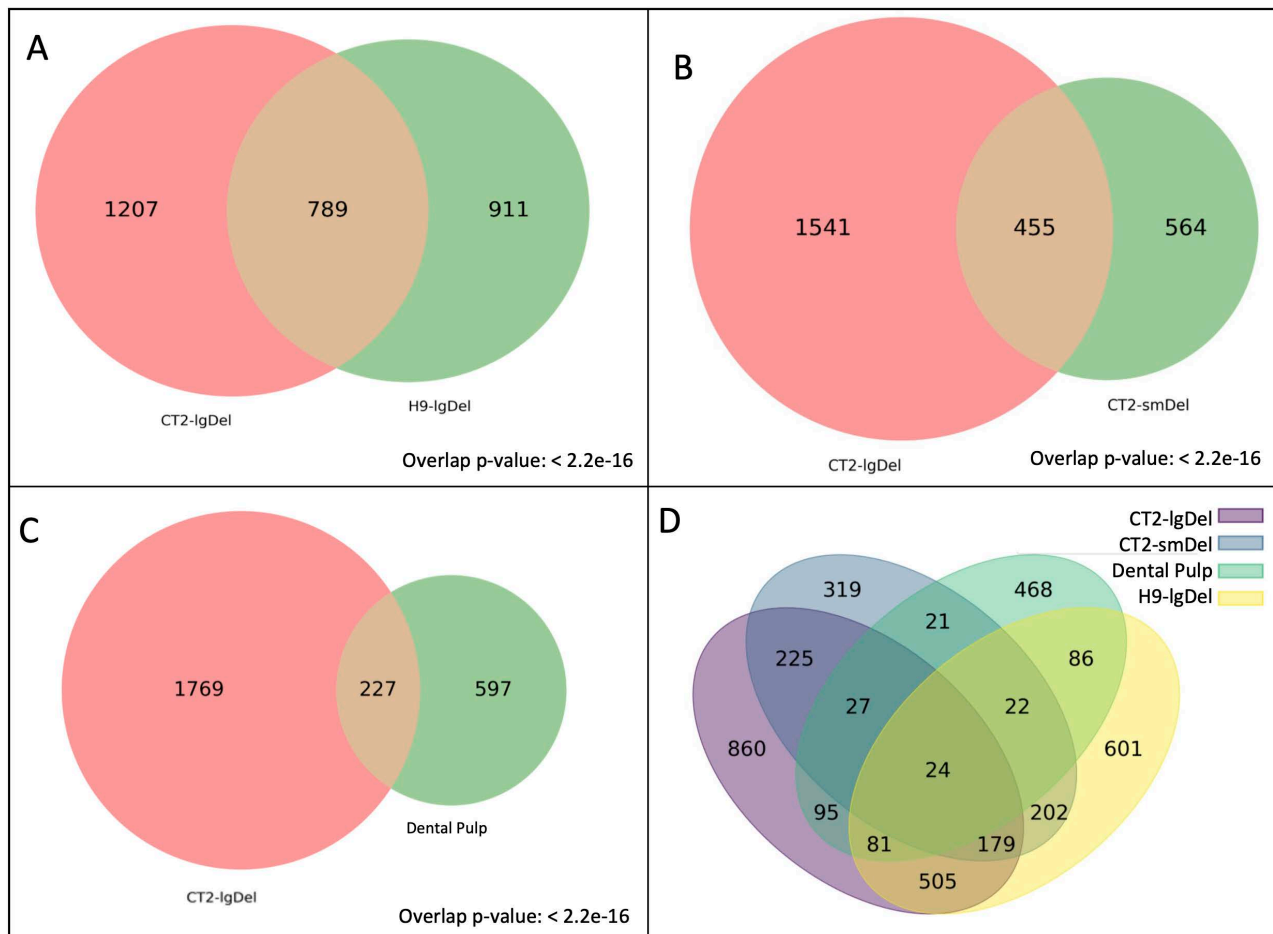 A
1207
789
911
CT2-lgDel
H9-lgDel
Overlap p-value: < 2.2e-16
B
1541
455
564
CT2-smDel
CT2-lgDel
Overlap p-value: < 2.2e-16
C
1769
227
597
Dental Pulp
CT2-lgDel
Overlap p-value: < 2.2e-16
D
CT2-lgDel
CT2-smDel
Dental Pulp
H9-lgDel
319
468
21
225
86
27
22
860
601
24
95
202
81
179
505